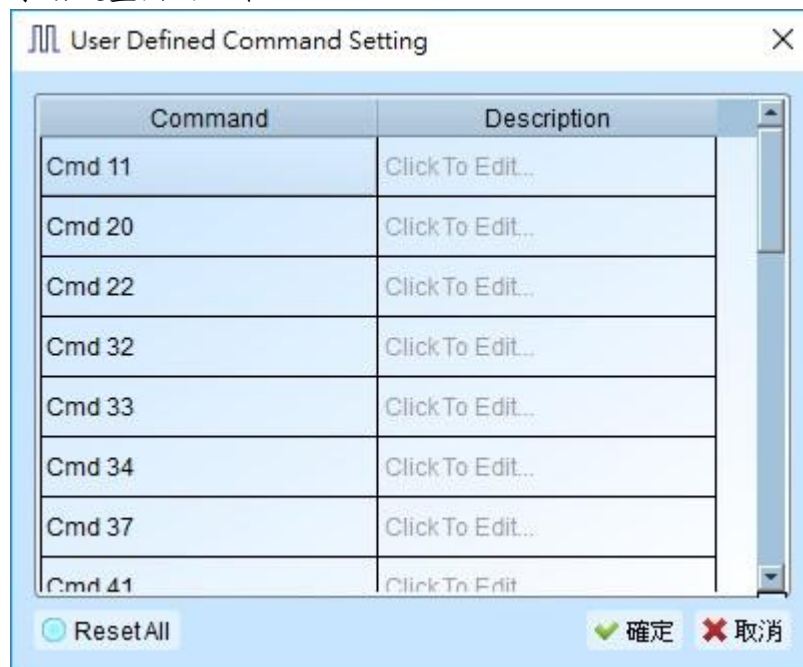 User Defined Command Setting
Command Description
Cmd 11 Click To Edit...
Cmd 20 Click To Edit...
Cmd 22 Click To Edit...
Cmd 32 Click To Edit...
Cmd 33 Click To Edit...
Cmd 34 Click To Edit...
Cmd 37 Click To Edit...
Cmd 41 Click To Edit
Reset All 確定 取消